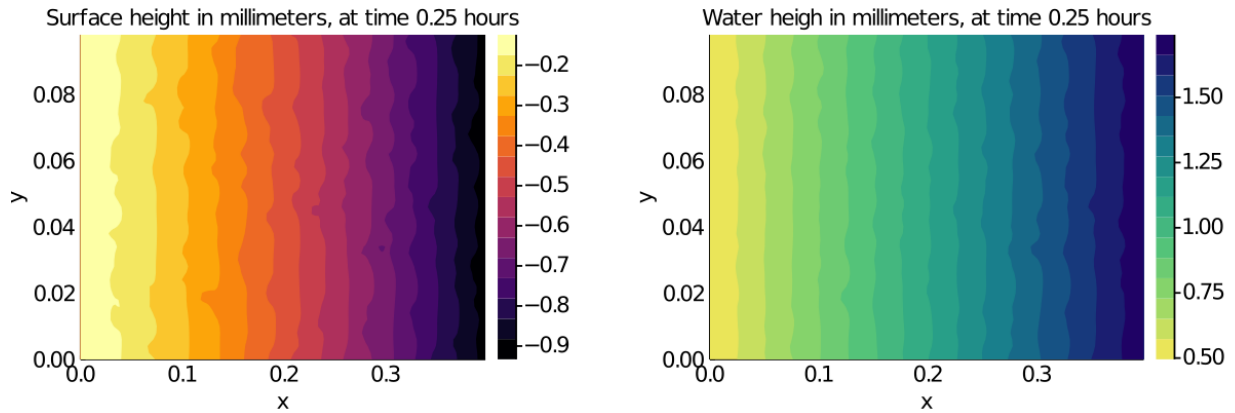 Surface height in millimeters, at time 0.25 hours
0.08
0.06
0.04
0.02
0.00
y
0.0 0.1 0.2 0.3
x
−0.2
−0.3
−0.4
−0.5
−0.6
−0.7
−0.8
−0.9
Water heigh in millimeters, at time 0.25 hours
0.08
0.06
0.04
0.02
0.00
y
0.0 0.1 0.2 0.3
x
1.50
1.25
1.00
0.75
0.50